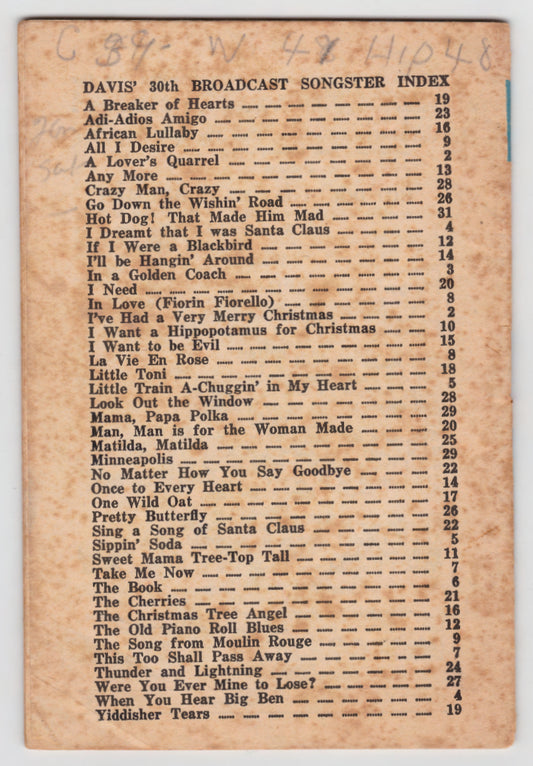 C 39- W 48 Hip 48
DAVIS' 30th BROADCAST SONGSTER INDEX
A Breaker of Hearts 19
Adi-Adios Amigo 23
African Lullaby 16
All I Desire 9
A Lover's Quarrel 2
Any More 13
Crazy Man, Crazy 28
Go Down the Wishin' Road 26
Hot Dog! That Made Him Mad 31
I Dreamt that I was Santa Claus 4
If I Were a Blackbird 12
I'll be Hangin' Around 14
In a Golden Coach 3
I Need 20
In Love (Fiorin Fiorello) 8
I've Had a Very Merry Christmas 2
I Want a Hippopotamus for Christmas 10
I Want to be Evil 15
La Vie En Rose 8
Little Toni 18
Little Train A-Chuggin' in My Heart 5
Look Out the Window 28
Mama, Papa Polka 29
Man, Man is for the Woman Made 20
Matilda, Matilda 25
Minneapolis 29
No Matter How You Say Goodbye 22
Once to Every Heart 14
One Wild Oat 17
Pretty Butterfly 26
Sing a Song of Santa Claus 22
Sippin' Soda 5
Sweet Mama Tree-Top Tall 11
Take Me Now 7
The Book 6
The Cherries 21
The Christmas Tree Angel 16
The Old Piano Roll Blues 12
The Song from Moulin Rouge 9
This Too Shall Pass Away 7
Thunder and Lightning 24
Were You Ever Mine to Lose? 27
When You Hear Big Ben 4
Yiddisher Tears 19